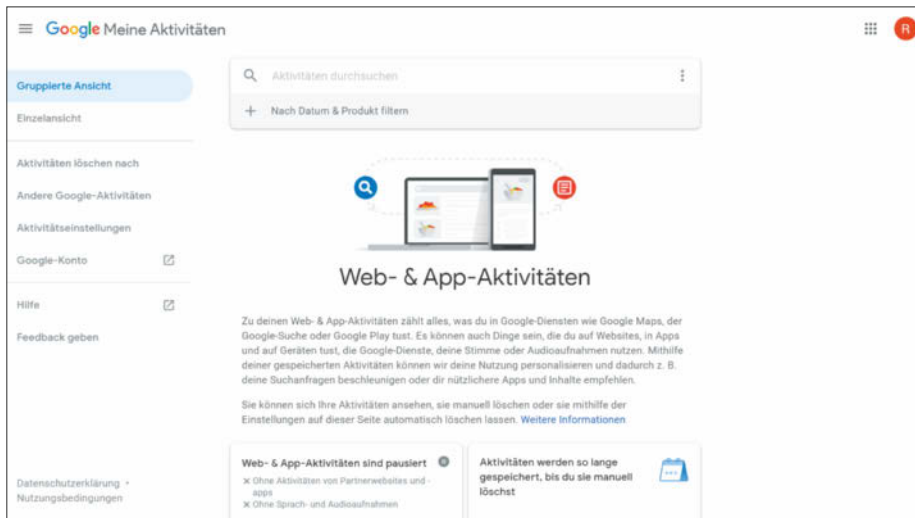 Google Meine Aktivitäten
R
Gruppierte Ansicht
Einzelansicht
Aktivitäten löschen nach
Andere Google-Aktivitäten
Aktivitätseinstellungen
Google-Konto
Hilfe
Feedback geben
Datenschutzerklärung •
Nutzungsbedingungen
Aktivitäten durchsuchen
Nach Datum & Produkt filtern
Web- & App-Aktivitäten
Zu deinen Web- & App-Aktivitäten zählt alles, was du in Google-Diensten wie Google Maps, der
Google-Suche oder Google Play tust. Es können auch Dinge sein, die du auf Websites, in Apps
und auf Geräten tust, die Google-Dienste, deine Stimme oder Audioaufnahmen nutzen. Mithilfe
deiner gespeicherten Aktivitäten können wir deine Nutzung personalisieren und dadurch z. B.
deine Suchanfragen beschleunigen oder dir nützlichere Apps und Inhalte empfehlen.
Sie können sich Ihre Aktivitäten ansehen, sie manuell löschen oder sie mithilfe der
Einstellungen auf dieser Seite automatisch löschen lassen. Weitere Informationen
Web- & App-Aktivitäten sind pausiert
Ohne Aktivitäten von Partnerwebsites und -
apps
Ohne Sprach- und Audioaufnahmen
Aktivitäten werden so lange
gespeichert, bis du sie manuell
löschst